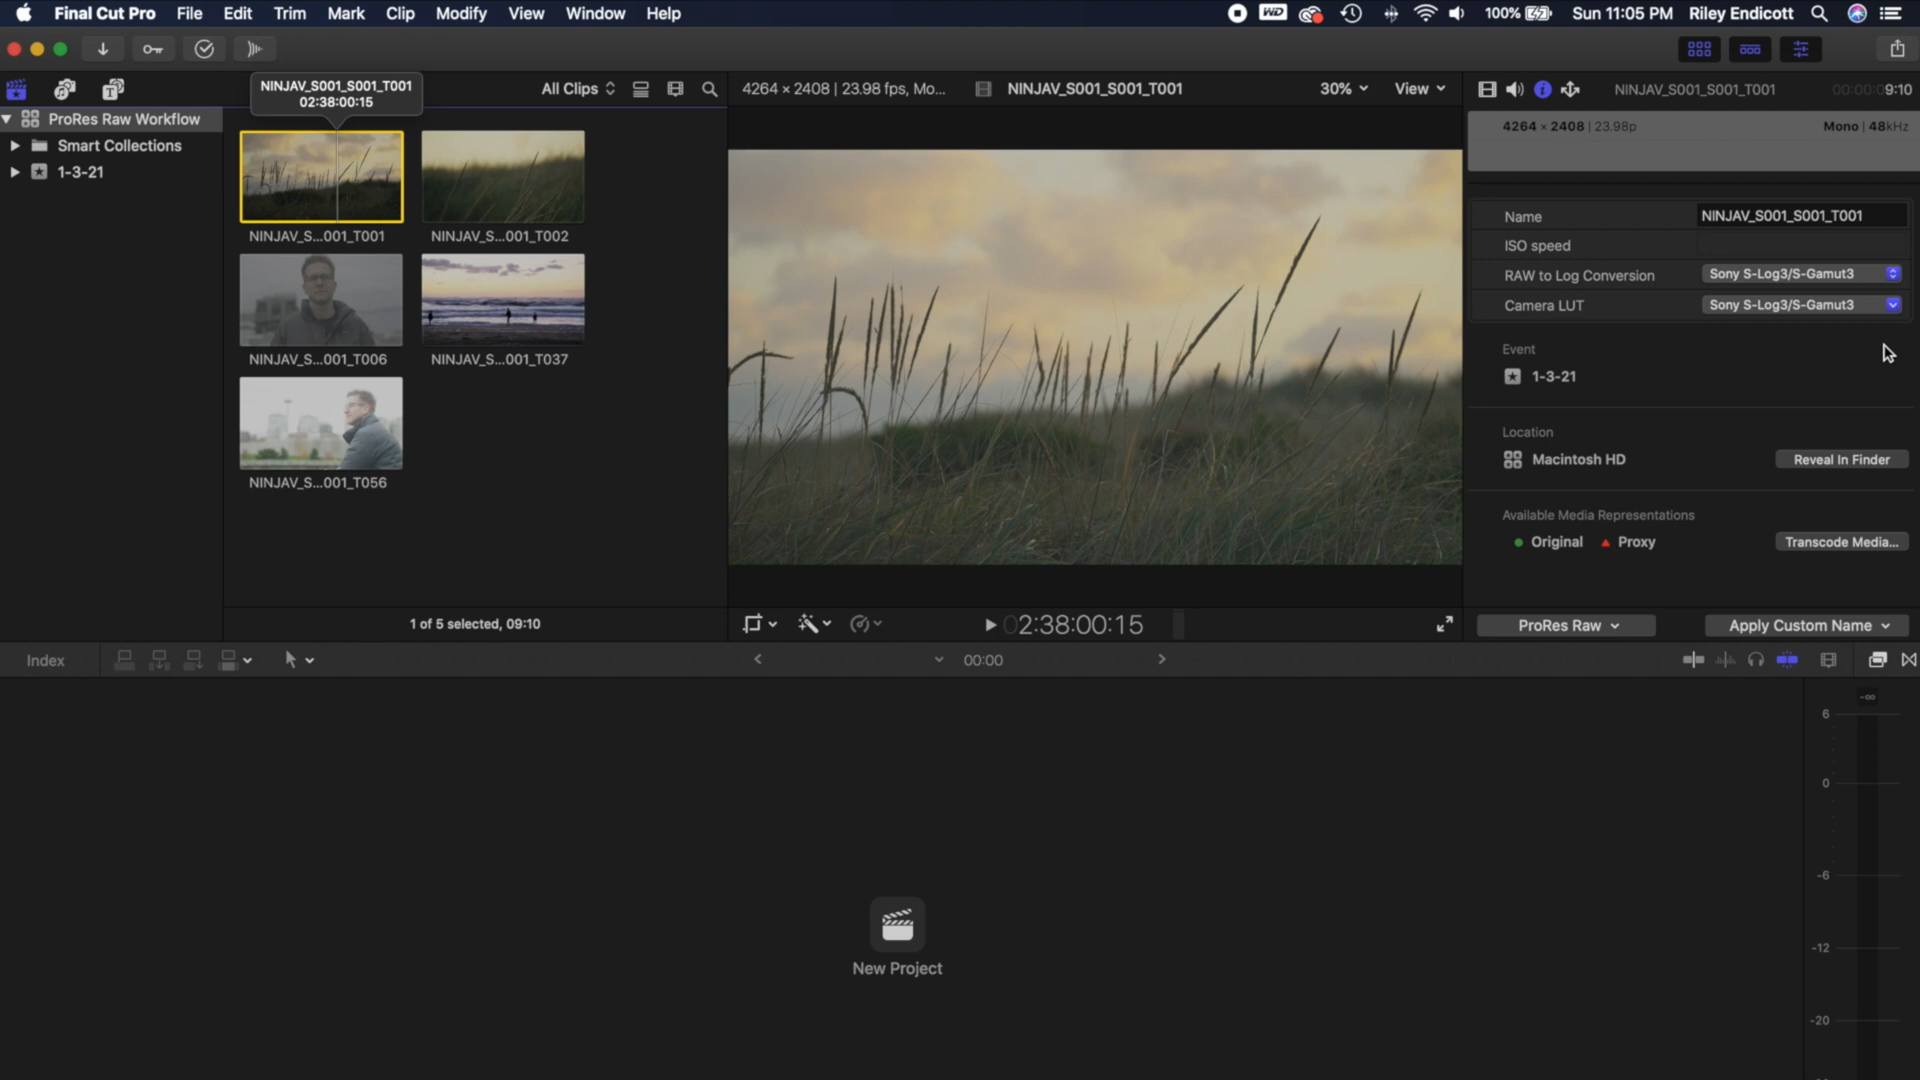 Final Cut Pro File Edit Trim Mark Clip Modify View Window Help WD 100% Sun 11:05 PM Riley Endicott
NINJAV_S001_S001_T001
02:38:00:15
All Clips
4264 × 2408 | 23.98 fps, Mo...
NINJAV_S001_S001_T001
30%
View
NINJAV_S001_S001_T001
00:00:09:10
ProRes Raw Workflow
Smart Collections
1-3-21
NINJAV_S...001_T001
NINJAV_S...001_T002
NINJAV_S...001_T006
NINJAV_S...001_T037
NINJAV_S...001_T056
1 of 5 selected, 09:10
02:38:00:15
4264 × 2408 | 23.98p
Mono | 48kHz
Name NINJAV_S001_S001_T001
ISO speed
RAW to Log Conversion Sony S-Log3/S-Gamut3
Camera LUT Sony S-Log3/S-Gamut3
Event
1-3-21
Location
Macintosh HD Reveal In Finder
Available Media Representations
Original Proxy Transcode Media...
ProRes Raw Apply Custom Name
Index
00:00
New Project
-∞
6
0
-6
-12
-20